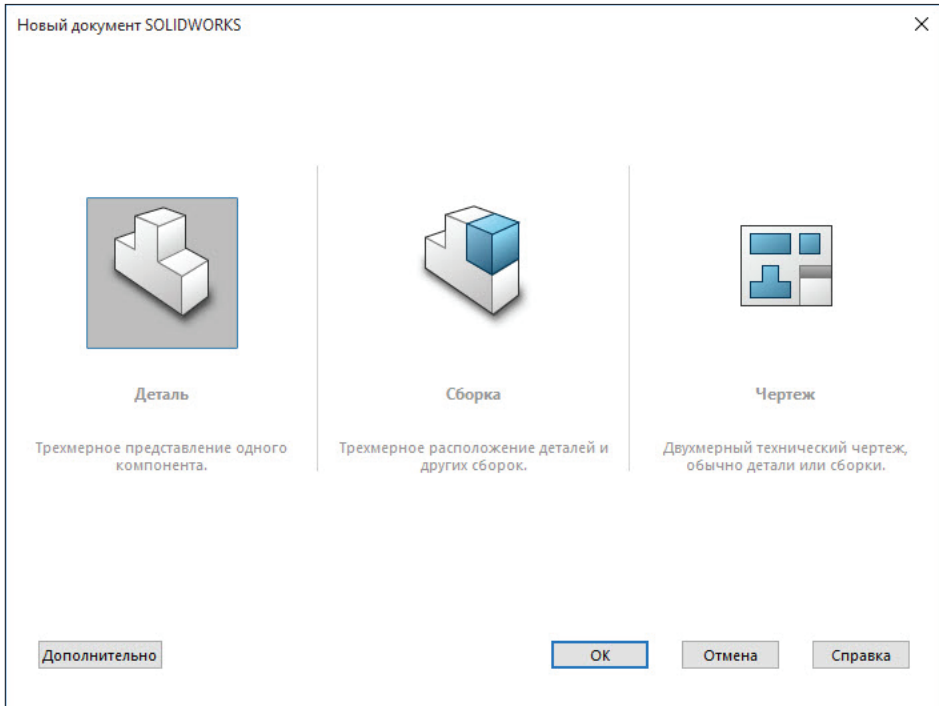 Новый документ SOLIDWORKS
Деталь
Трехмерное представление одного
компонента.
Сборка
Трехмерное расположение деталей и
других сборок.
Чертеж
Двухмерный технический чертеж,
обычно детали или сборки.
Дополнительно
ОК
Отмена
Справка